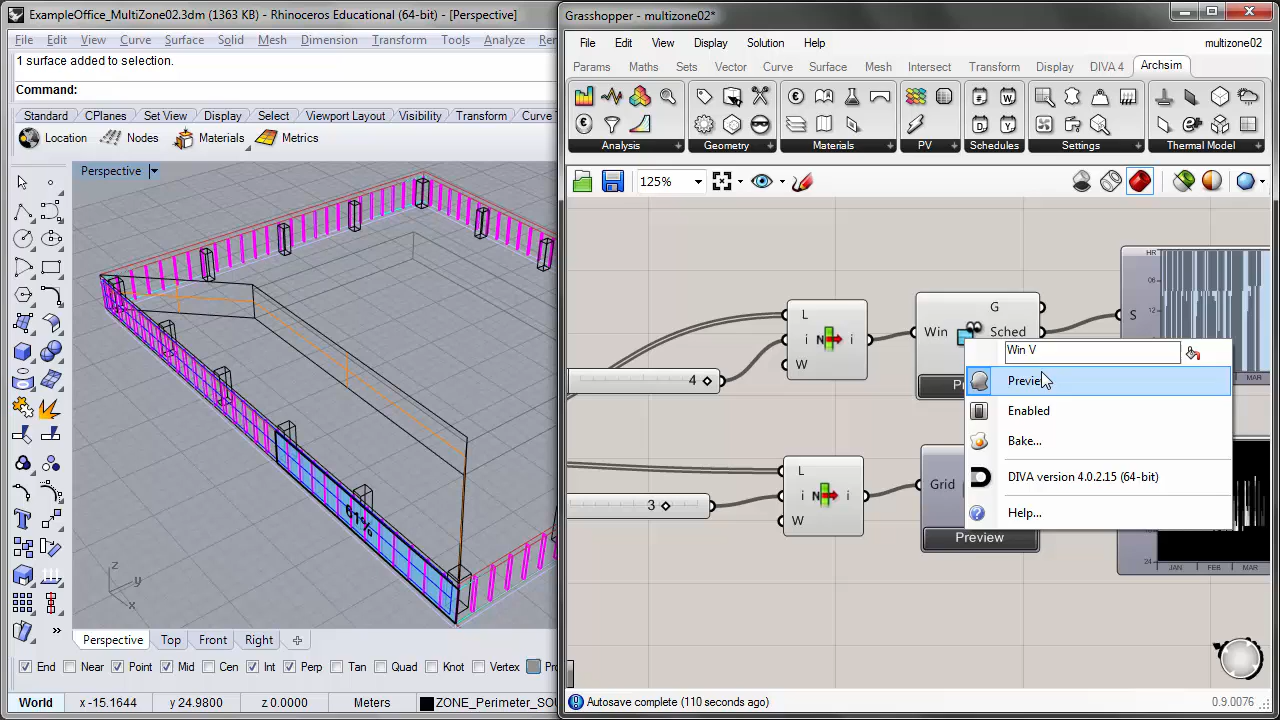 ExampleOffice_MultiZone02.3dm (1363 KB) - Rhinoceros Educational (64-bit) - [Perspective]
File Edit View Curve Surface Solid Mesh Dimension Transform Tools Analyze
1 surface added to selection.
Command:
Standard CPlanes Set View Display Select Viewport Layout Visibility Transform
Location Nodes Materials Metrics
Perspective
61%
z
y
x
Perspective Top Front Right
End Near Point Mid Cen Int Perp Tan Quad Knot Vertex
World x -15.1644 y 24.9800 z 0.0000 Meters
Grasshopper - multizone02*
File Edit View Display Solution Help multizone02
Params Maths Sets Vector Curve Surface Mesh Intersect Transform Display DIVA 4 Archsim
Analysis Geometry Materials PV Schedules Settings Thermal Model
125%
L
i
W
N
i
4
Win
G
Sched
HR
06
12
S
MAR
Win V
Preview
Enabled
Bake...
DIVA version 4.0.2.15 (64-bit)
Help...
L
i
W
N
i
3
Grid
Preview
24
JAN FEB MAR
Autosave complete (110 seconds ago) 0.9.0076